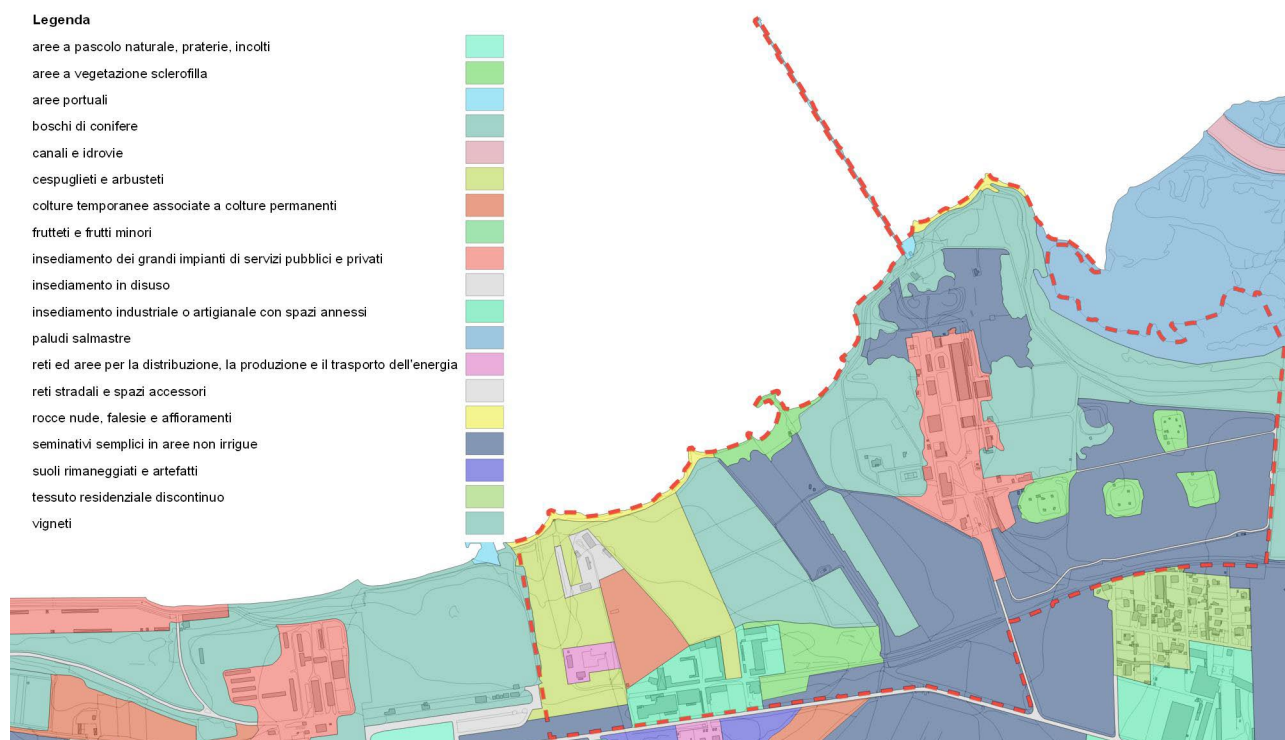 Legenda
aree a pascolo naturale, praterie, incolti
aree a vegetazione sclerofilla
aree portuali
boschi di conifere
canali e idrovie
cespuglieti e arbusteti
colture temporanee associate a colture permanenti
frutteti e frutti minori
insediamento dei grandi impianti di servizi pubblici e privati
insediamento in disuso
insediamento industriale o artigianale con spazi annessi
paludi salmastre
reti ed aree per la distribuzione, la produzione e il trasporto dell'energia
reti stradali e spazi accessori
rocce nude, falesie e affioramenti
seminativi semplici in aree non irrigue
suoli rimaneggiati e artefatti
tessuto residenziale discontinuo
vigneti